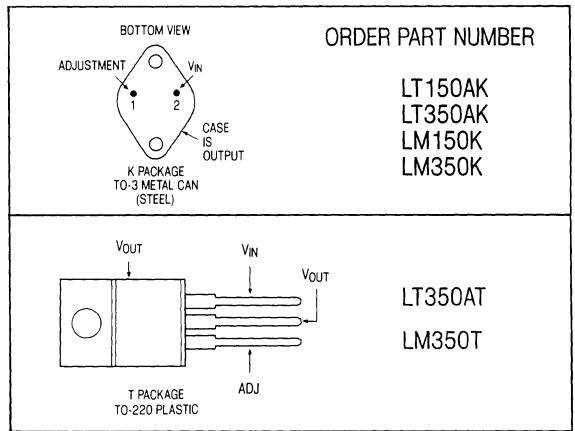 BOTTOM VIEW
ADJUSTMENT
VIN
1
2
CASE
IS
OUTPUT
K PACKAGE
TO-3 METAL CAN
(STEEL)
ORDER PART NUMBER
LT150AK
LT350AK
LM150K
LM350K
VOUT
VIN
VOUT
ADJ
T PACKAGE
TO-220 PLASTIC
LT350AT
LM350T